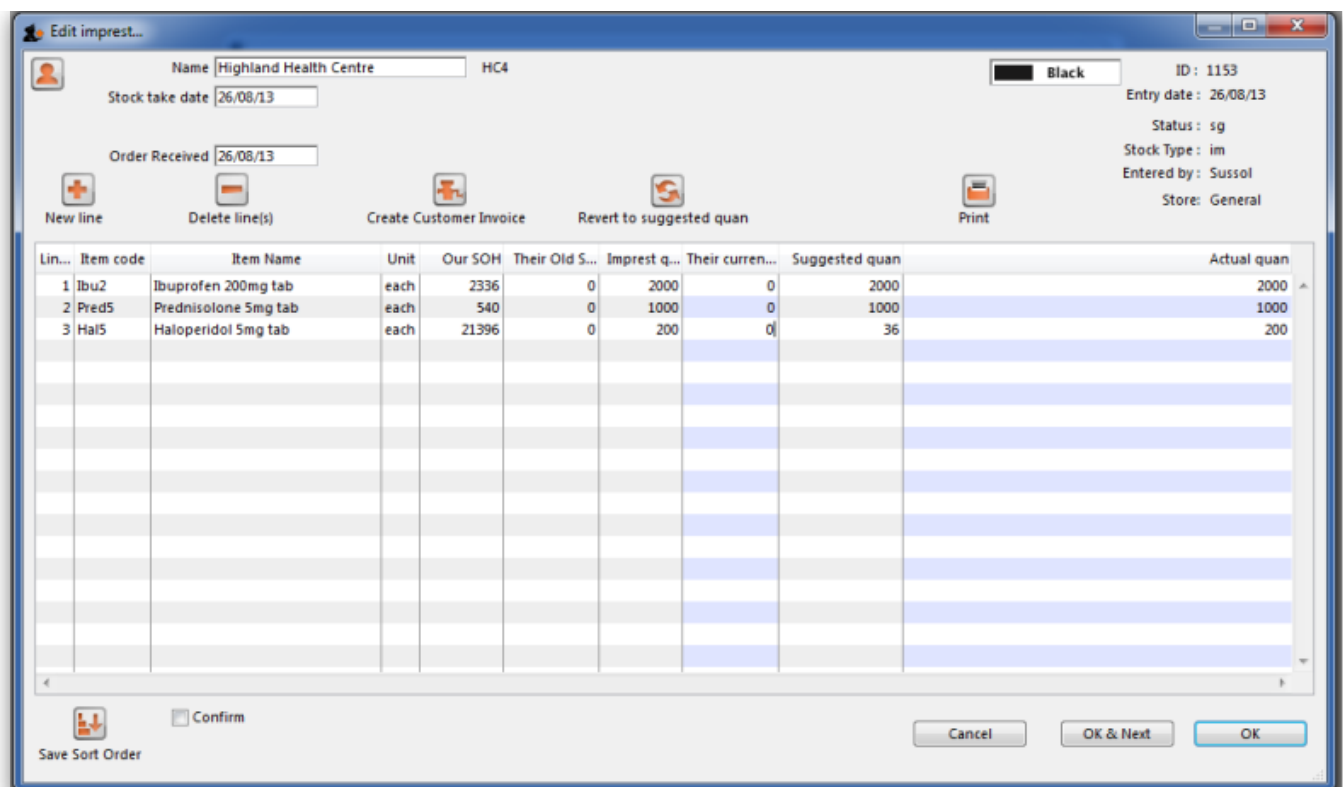 Edit imprest...
Name Highland Health Centre HC4 Black ID : 1153
Stock take date 26/08/13 Entry date : 26/08/13
Status : sg
Order Received 26/08/13 Stock Type : im
Entered by : Sussol
Store: General
New line Delete line(s) Create Customer Invoice Revert to suggested quan Print
Lin... Item code Item Name Unit Our SOH Their Old S... Imprest q... Their curren... Suggested quan Actual quan
1 Ibu2 Ibuprofen 200mg tab each 2336 0 2000 0 2000 2000
2 Pred5 Prednisolone 5mg tab each 540 0 1000 0 1000 1000
3 Hal5 Haloperidol 5mg tab each 21396 0 200 0 36 200
Confirm
Save Sort Order Cancel OK & Next OK